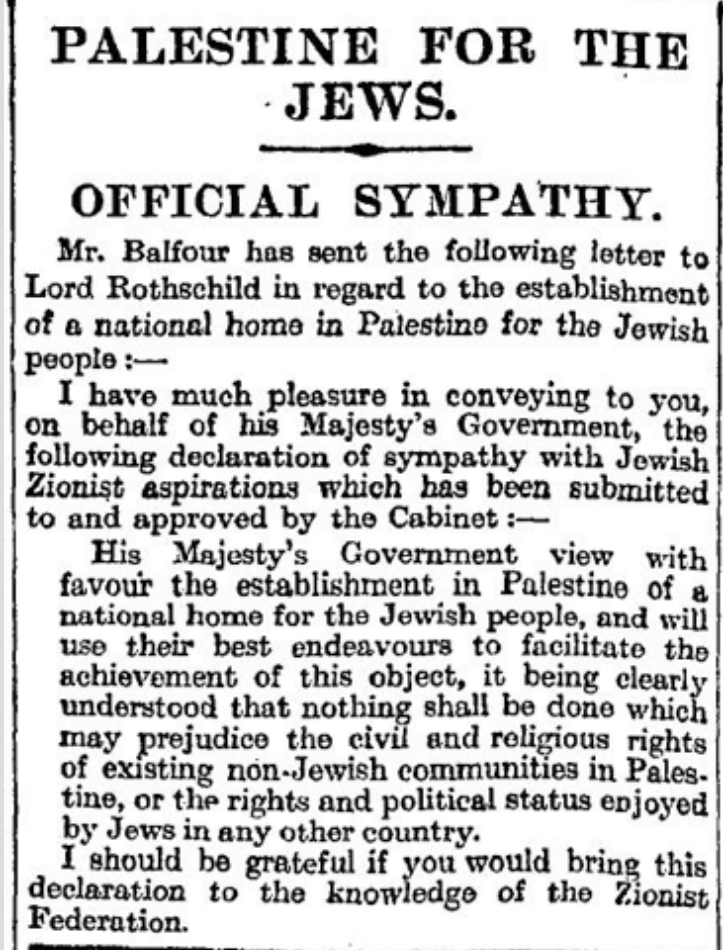 PALESTINE FOR THE
JEWS.
OFFICIAL SYMPATHY.
Mr. Balfour has sent the following letter to
Lord Rothschild in regard to the establishment
of a national home in Palestine for the Jewish
people :—
I have much pleasure in conveying to you,
on behalf of his Majesty's Government, the
following declaration of sympathy with Jewish
Zionist aspirations which has been submitted
to and approved by the Cabinet :—
His Majesty's Government view with
favour the establishment in Palestine of a
national home for the Jewish people, and will
use their best endeavours to facilitate the
achievement of this object, it being clearly
understood that nothing shall be done which
may prejudice the civil and religious rights
of existing non-Jewish communities in Pales-
tine, or the rights and political status enjoyed
by Jews in any other country.
I should be grateful if you would bring this
declaration to the knowledge of the Zionist
Federation.